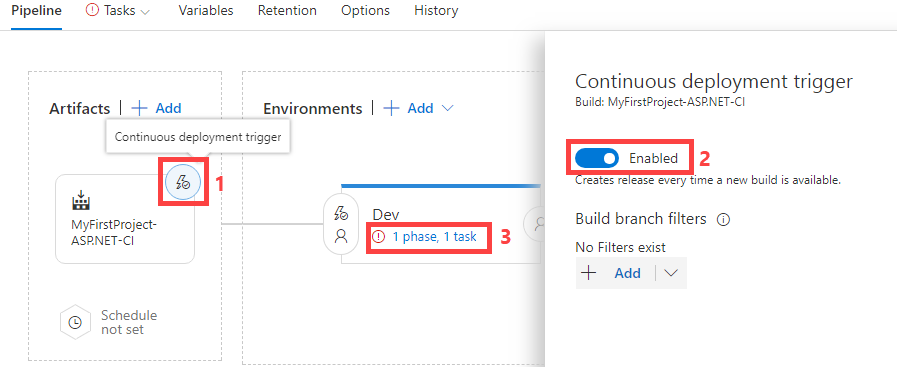 Pipeline Tasks Variables Retention Options History
Artifacts | + Add
Environments | + Add
Continuous deployment trigger
1
MyFirstProject-
ASP.NET-CI
Schedule
not set
Dev
1 phase, 1 task
3
Continuous deployment trigger
Build: MyFirstProject-ASP.NET-CI
Enabled
2
Creates release every time a new build is available.
Build branch filters
No Filters exist
+ Add